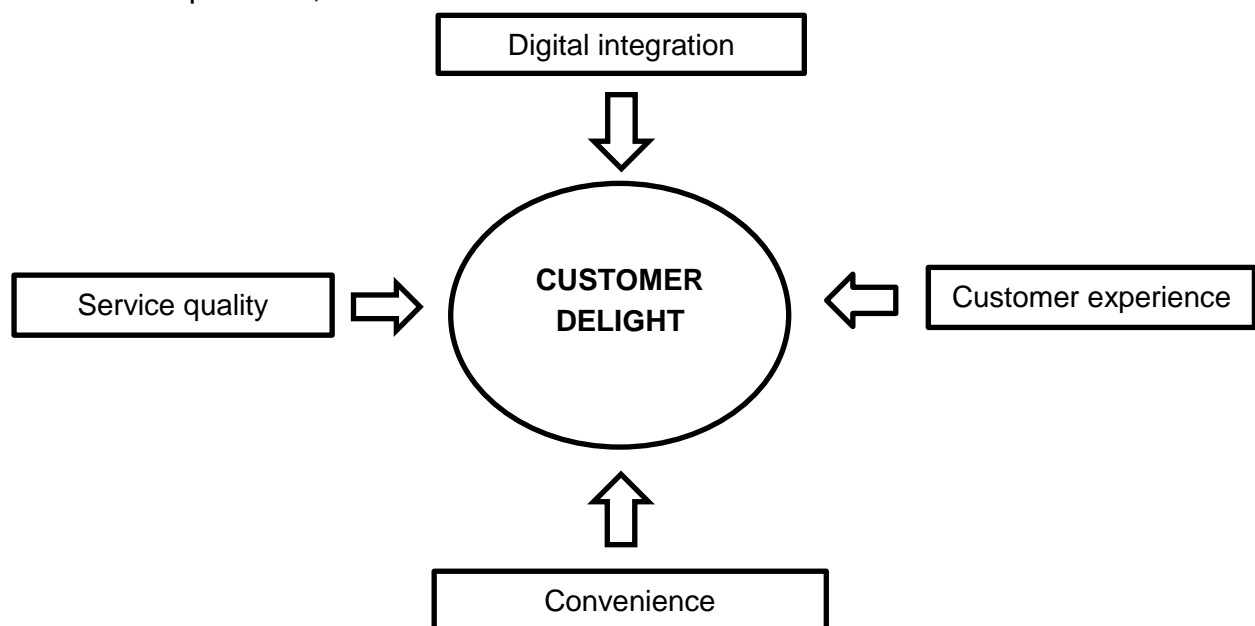 Digital integration
CUSTOMER
DELIGHT
Service quality
Customer experience
Convenience